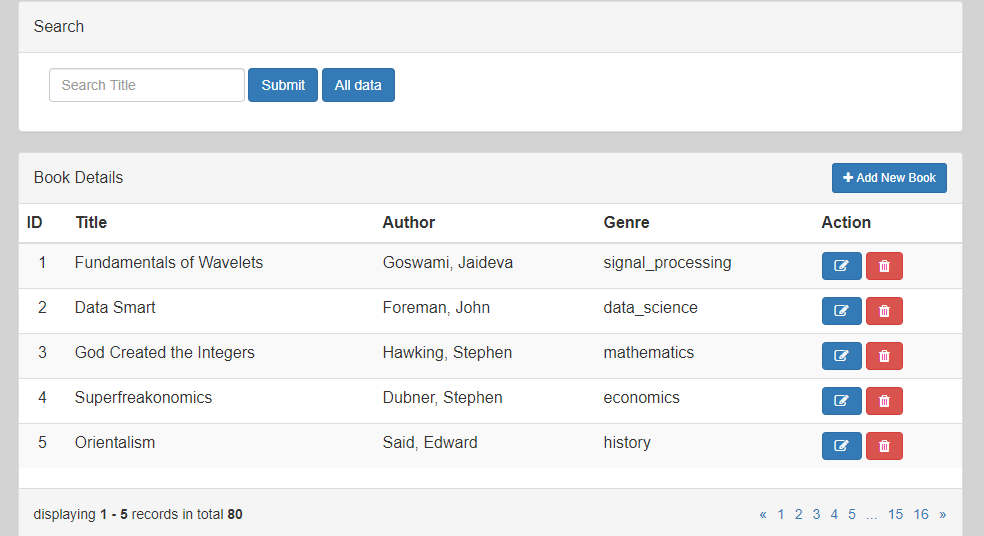 Search
Search Title Submit All data
Book Details + Add New Book
ID Title Author Genre Action
1 Fundamentals of Wavelets Goswami, Jaideva signal_processing
2 Data Smart Foreman, John data_science
3 God Created the Integers Hawking, Stephen mathematics
4 Superfreakonomics Dubner, Stephen economics
5 Orientalism Said, Edward history
displaying 1 - 5 records in total 80 « 1 2 3 4 5 ... 15 16 »